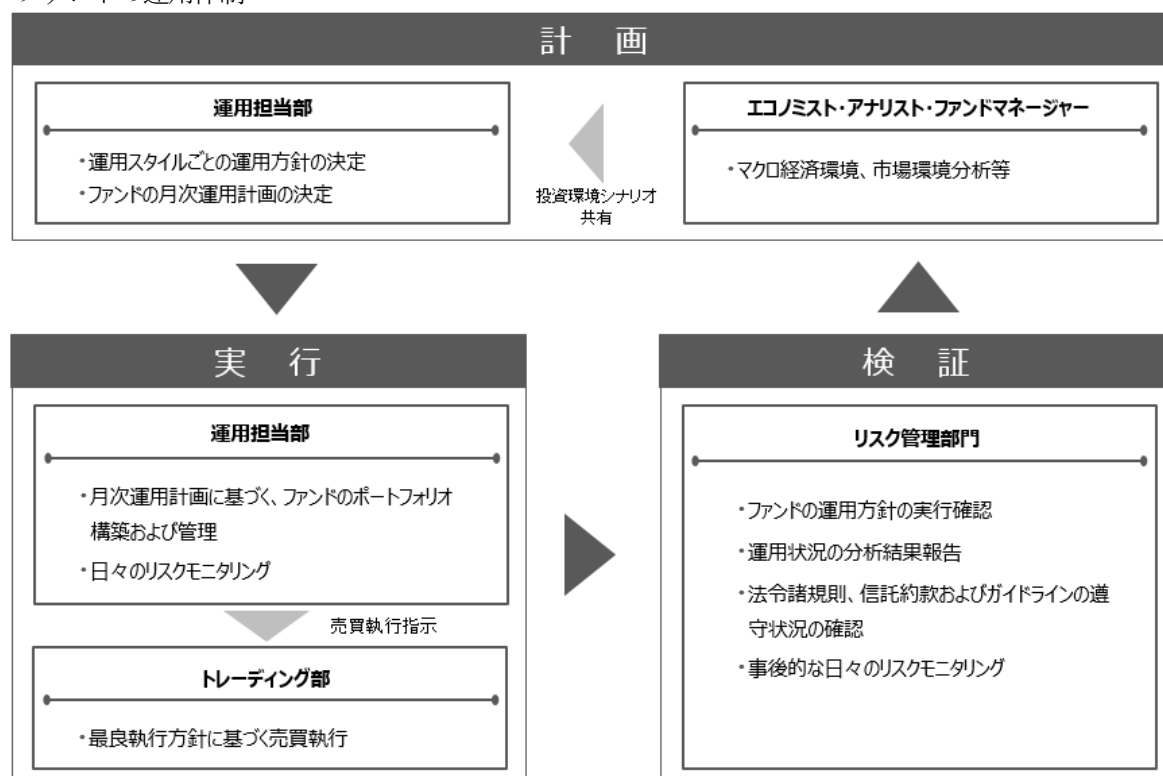 計 画
運用担当部
・運用スタイルごとの運用方針の決定
・ファンドの月次運用計画の決定
投資環境シナリオ
共有
エコノミスト・アナリスト・ファンドマネージャー
・マクロ経済環境、市場環境分析等
実 行
運用担当部
・月次運用計画に基づく、ファンドのポートフォリオ
構築および管理
・日々のリスクモニタリング
売買執行指示
トレーディング部
・最良執行方針に基づく売買執行
検 証
リスク管理部門
・ファンドの運用方針の実行確認
・運用状況の分析結果報告
・法令諸規則、信託約款およびガイドラインの遵
守状況の確認
・事後的な日々のリスクモニタリング